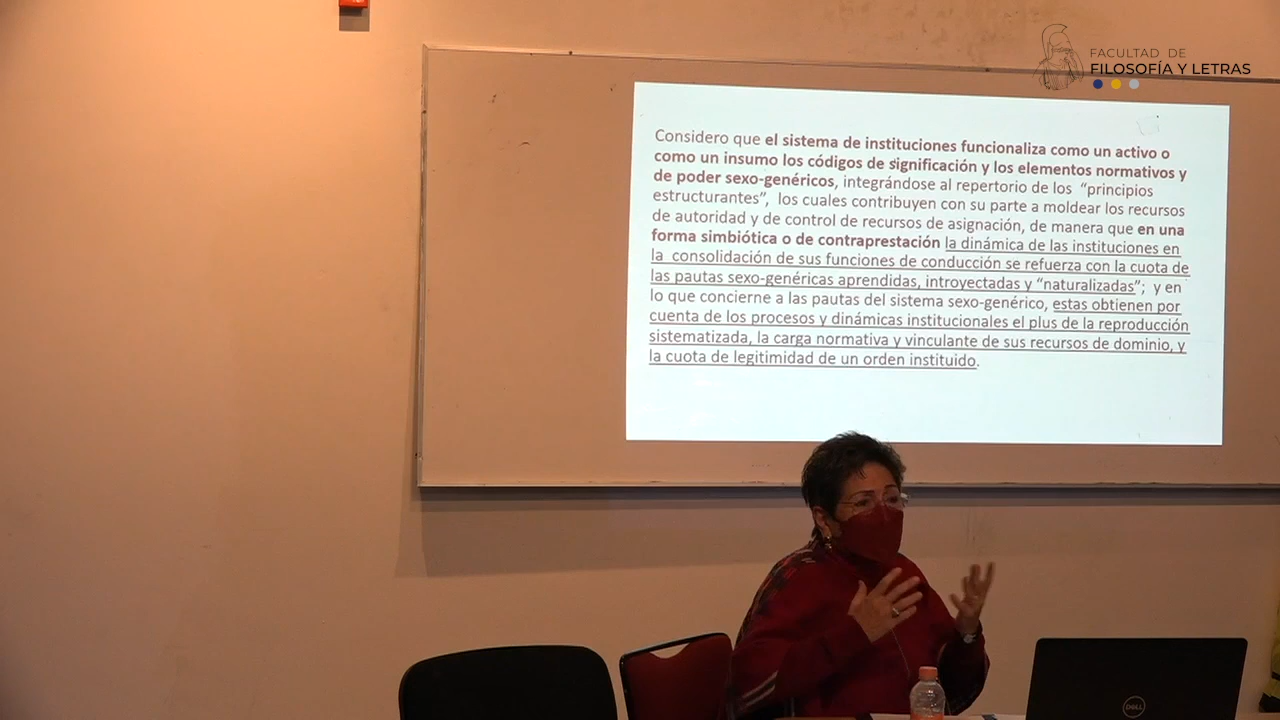 FACULTAD DE
FILOSOFÍA Y LETRAS
Considero que el sistema de instituciones funcionaliza como un activo o
como un insumo los códigos de significación y los elementos normativos y
de poder sexo-genéricos, integrándose al repertorio de los “principios
estructurantes”, los cuales contribuyen con su parte a moldear los recursos
de autoridad y de control de recursos de asignación, de manera que en una
forma simbiótica o de contraprestación la dinámica de las instituciones en
la consolidación de sus funciones de conducción se refuerza con la cuota de
las pautas sexo-genéricas aprendidas, introyectadas y “naturalizadas”; y en
lo que concierne a las pautas del sistema sexo-genérico, estas obtienen por
cuenta de los procesos y dinámicas institucionales el plus de la reproducción
sistematizada, la carga normativa y vinculante de sus recursos de dominio, y
la cuota de legitimidad de un orden instituido.
DELL